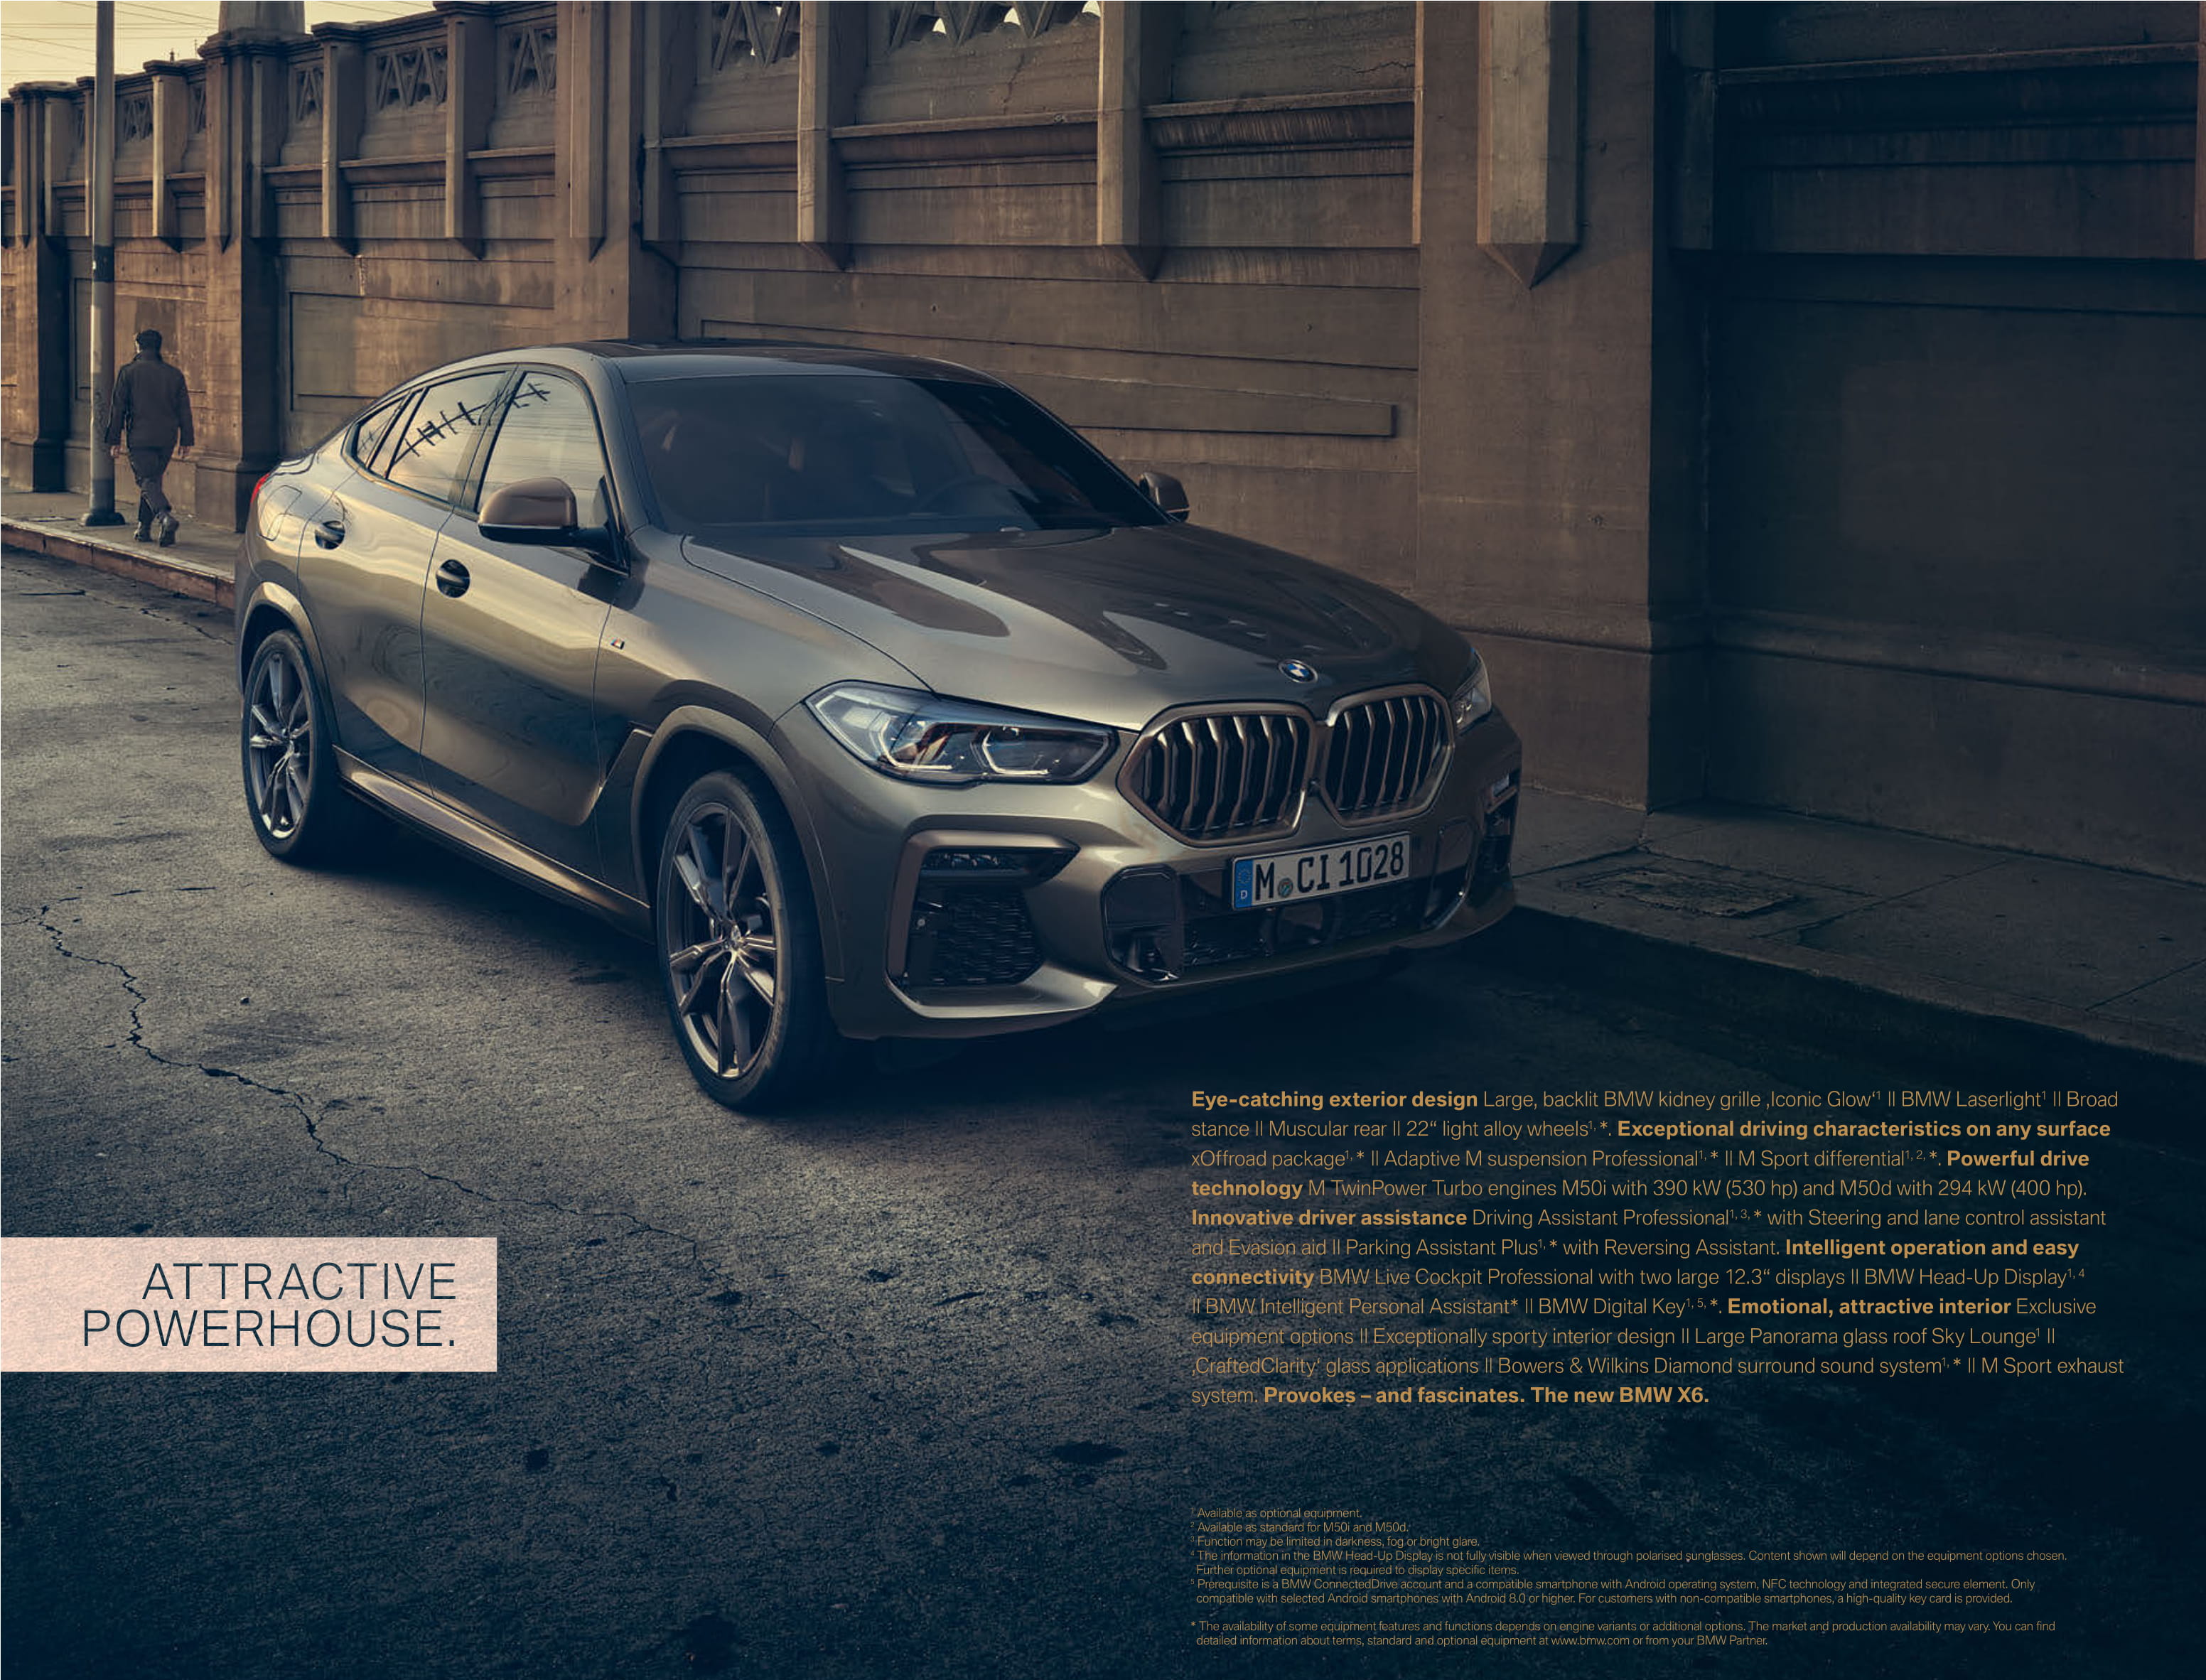 M CI 1028
ATTRACTIVE
POWERHOUSE.
Eye-catching exterior design Large, backlit BMW kidney grille ‚Iconic Glow‘¹ II BMW Laserlight¹ II Broad
stance II Muscular rear II 22“ light alloy wheels¹, *. Exceptional driving characteristics on any surface
xOffroad package¹, * II Adaptive M suspension Professional¹, * II M Sport differential¹, ², *. Powerful drive
technology M TwinPower Turbo engines M50i with 390 kW (530 hp) and M50d with 294 kW (400 hp).
Innovative driver assistance Driving Assistant Professional¹, ³, * with Steering and lane control assistant
and Evasion aid II Parking Assistant Plus¹, * with Reversing Assistant. Intelligent operation and easy
connectivity BMW Live Cockpit Professional with two large 12.3“ displays II BMW Head-Up Display¹, ⁴
II BMW Intelligent Personal Assistant* II BMW Digital Key¹, ⁵, *. Emotional, attractive interior Exclusive
equipment options II Exceptionally sporty interior design II Large Panorama glass roof Sky Lounge¹ II
‚CraftedClarity‘ glass applications II Bowers & Wilkins Diamond surround sound system¹, * II M Sport exhaust
system. Provokes – and fascinates. The new BMW X6.
¹ Available as optional equipment.
² Available as standard for M50i and M50d.
³ Function may be limited in darkness, fog or bright glare.
⁴ The information in the BMW Head-Up Display is not fully visible when viewed through polarised sunglasses. Content shown will depend on the equipment options chosen.
Further optional equipment is required to display specific items.
⁵ Prerequisite is a BMW ConnectedDrive account and a compatible smartphone with Android operating system, NFC technology and integrated secure element. Only
compatible with selected Android smartphones with Android 8.0 or higher. For customers with non-compatible smartphones, a high-quality key card is provided.
* The availability of some equipment features and functions depends on engine variants or additional options. The market and production availability may vary. You can find
detailed information about terms, standard and optional equipment at www.bmw.com or from your BMW Partner.